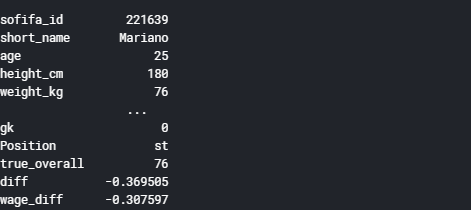 sofifa_id 221639
short_name Mariano
age 25
height_cm 180
weight_kg 76
...
gk 0
Position st
true_overall 76
diff -0.369505
wage_diff -0.307597